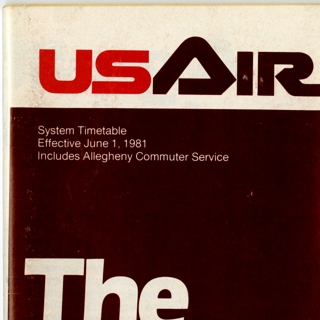 USAIR
System Timetable
Effective June 1, 1981
Includes Allegheny Commuter Service
The